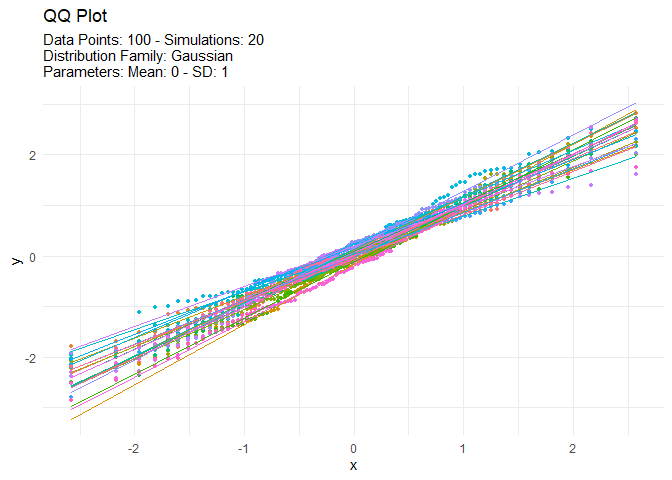 QQ Plot
Data Points: 100 - Simulations: 20
Distribution Family: Gaussian
Parameters: Mean: 0 - SD: 1
2
0
-2
y
-2
-1
0
1
2
x